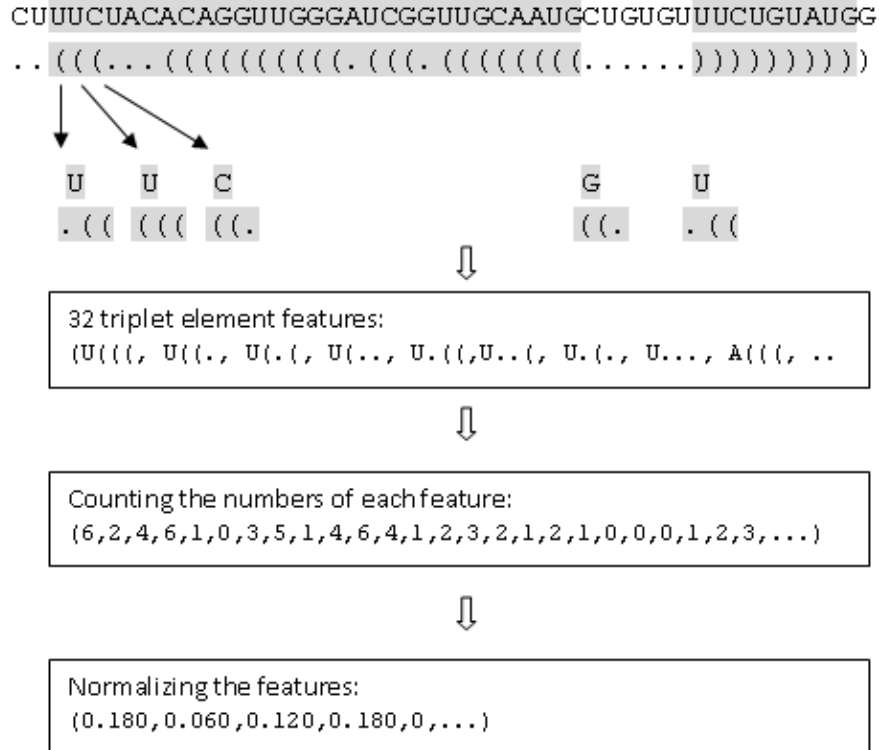 CUUUCUACACAGGUUGGGAUCGGUUGCAAUGCUGUGUUUCUGUAUGG
..(((...((((((((((.(((.((((((((......))))))))))
U U C G U
.(( ((( ((. ((. .((
32 triplet element features:
(U(((, U((., U(.(, U(.., U.((,U..(, U.(., U..., A(((, ..
Counting the numbers of each feature:
(6,2,4,6,1,0,3,5,1,4,6,4,1,2,3,2,1,2,1,0,0,0,1,2,3,...)
Normalizing the features:
(0.180,0.060,0.120,0.180,0,...)